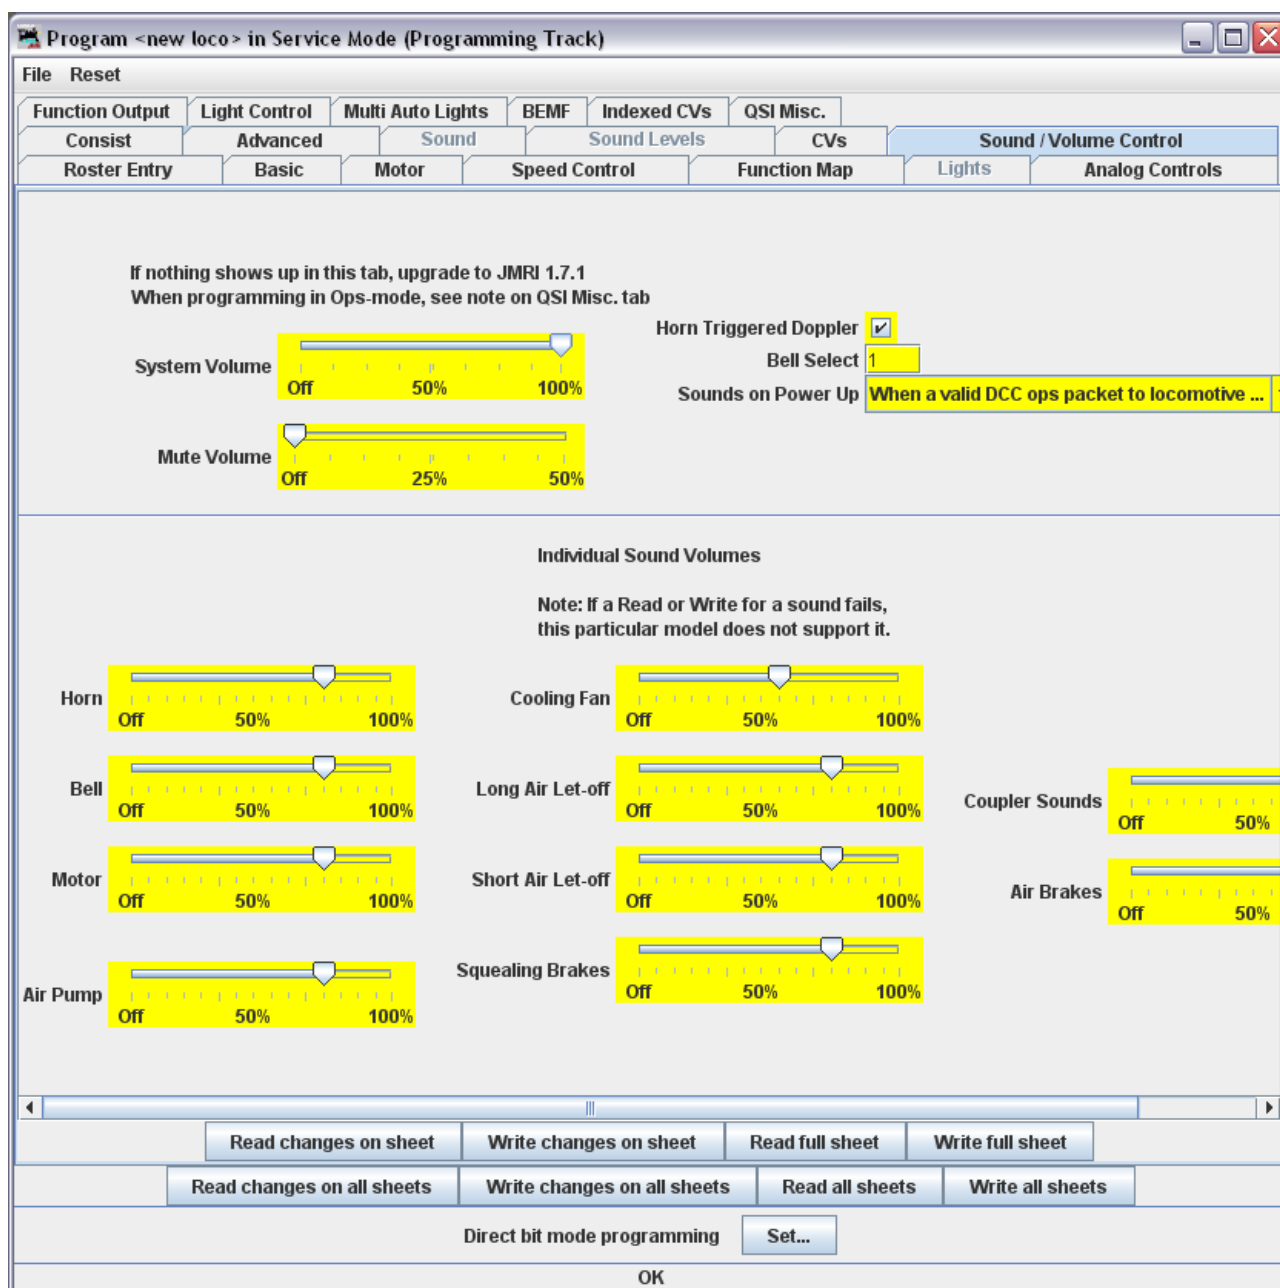 Program <new loco> in Service Mode (Programming Track)
File Reset
Function Output Light Control Multi Auto Lights BEMF Indexed CVs QSI Misc.
Consist Advanced Sound Sound Levels CVs Sound / Volume Control
Roster Entry Basic Motor Speed Control Function Map Lights Analog Controls
If nothing shows up in this tab, upgrade to JMRI 1.7.1
When programming in Ops-mode, see note on QSI Misc. tab
System Volume
Off 50% 100%
Mute Volume
Off 25% 50%
Horn Triggered Doppler
Bell Select 1
Sounds on Power Up When a valid DCC ops packet to locomotive ...
Individual Sound Volumes
Note: If a Read or Write for a sound fails,
this particular model does not support it.
Horn
Off 50% 100%
Bell
Off 50% 100%
Motor
Off 50% 100%
Air Pump
Off 50% 100%
Cooling Fan
Off 50% 100%
Long Air Let-off
Off 50% 100%
Short Air Let-off
Off 50% 100%
Squealing Brakes
Off 50% 100%
Coupler Sounds
Off 50%
Air Brakes
Off 50%
Read changes on sheet Write changes on sheet Read full sheet Write full sheet
Read changes on all sheets Write changes on all sheets Read all sheets Write all sheets
Direct bit mode programming Set...
OK